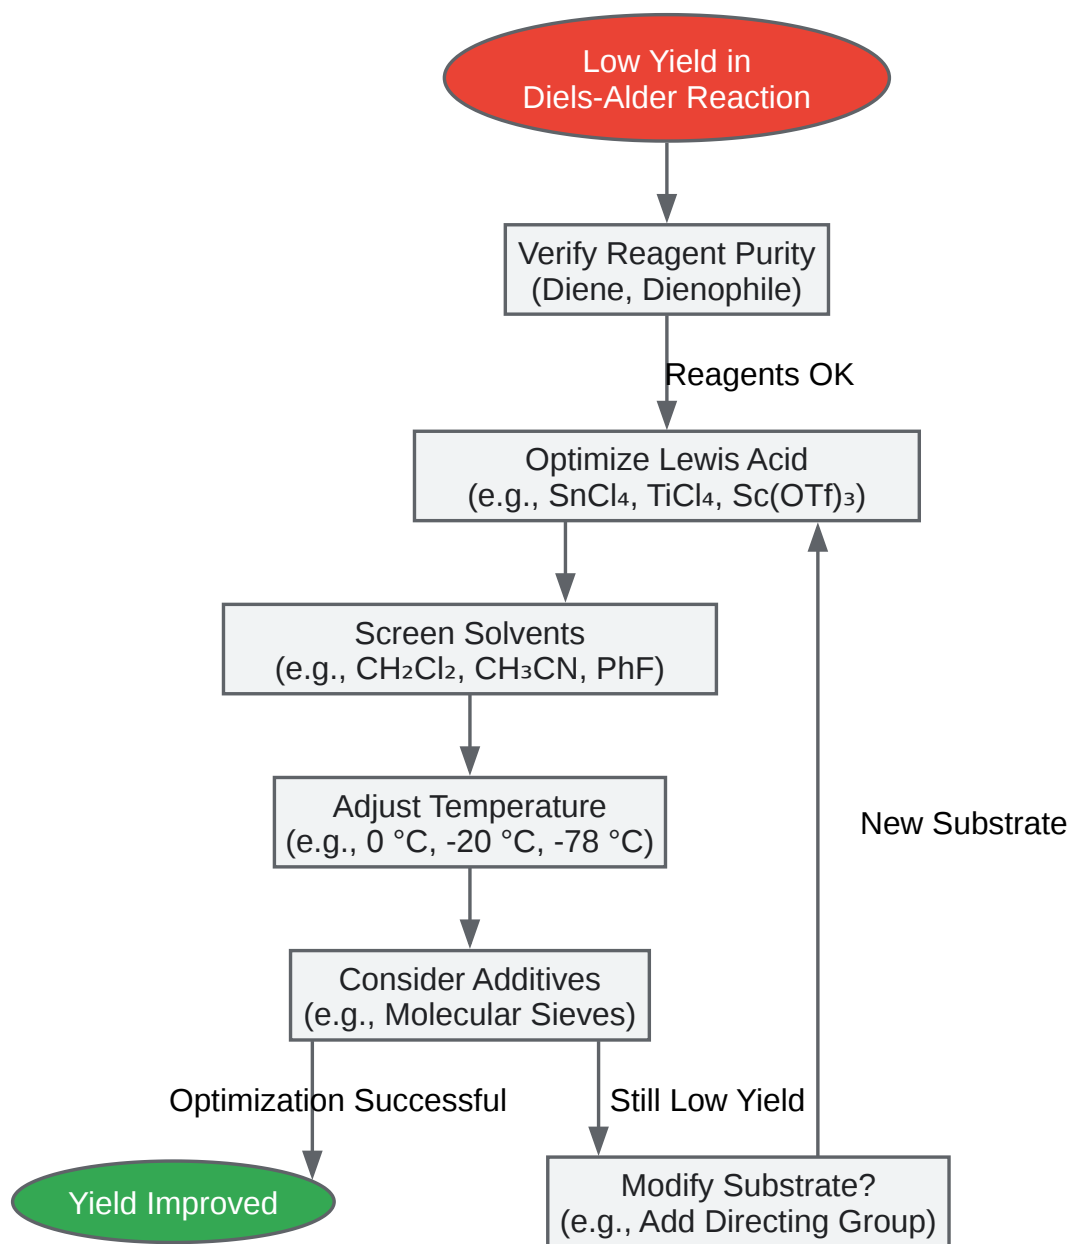 Low Yield in
Diels-Alder Reaction
Verify Reagent Purity
(Diene, Dienophile)
Reagents OK
Optimize Lewis Acid
(e.g., SnCl₄, TiCl₄, Sc(OTf)₃)
Screen Solvents
(e.g., CH₂Cl₂, CH₃CN, PhF)
Adjust Temperature
(e.g., 0 °C, -20 °C, -78 °C)
New Substrate
Consider Additives
(e.g., Molecular Sieves)
Optimization Successful
Still Low Yield
Yield Improved
Modify Substrate?
(e.g., Add Directing Group)